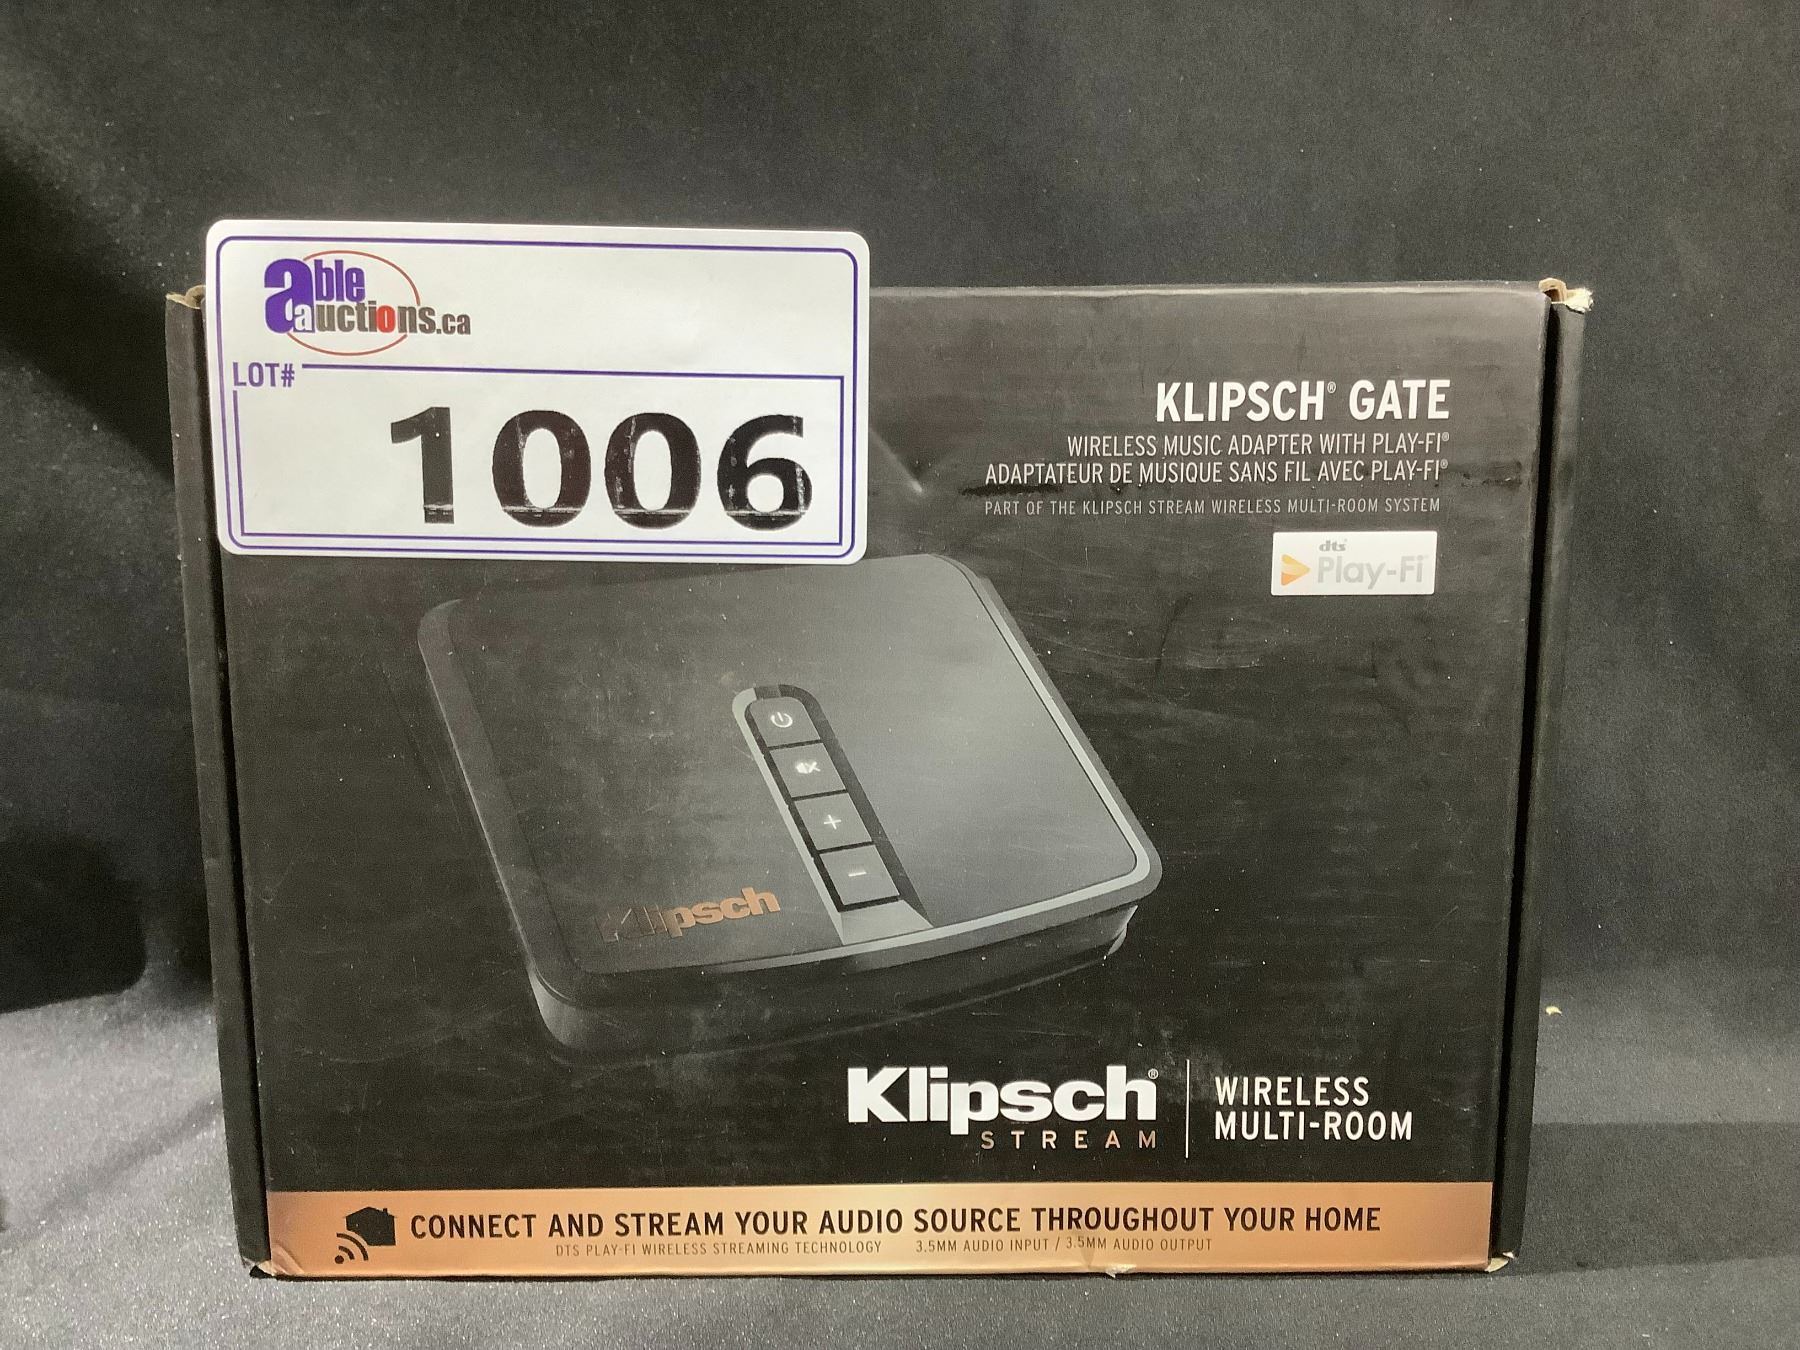 able
auctions.ca
LOT#
1006
KLIPSCH® GATE
WIRELESS MUSIC ADAPTER WITH PLAY-FI®
ADAPTATEUR DE MUSIQUE SANS FIL AVEC PLAY-FI®
PART OF THE KLIPSCH STREAM WIRELESS MULTI-ROOM SYSTEM
dts
Play-Fi
Klipsch
Klipsch®
STREAM
WIRELESS
MULTI-ROOM
CONNECT AND STREAM YOUR AUDIO SOURCE THROUGHOUT YOUR HOME
DTS PLAY-FI WIRELESS STREAMING TECHNOLOGY 3.5MM AUDIO INPUT / 3.5MM AUDIO OUTPUT